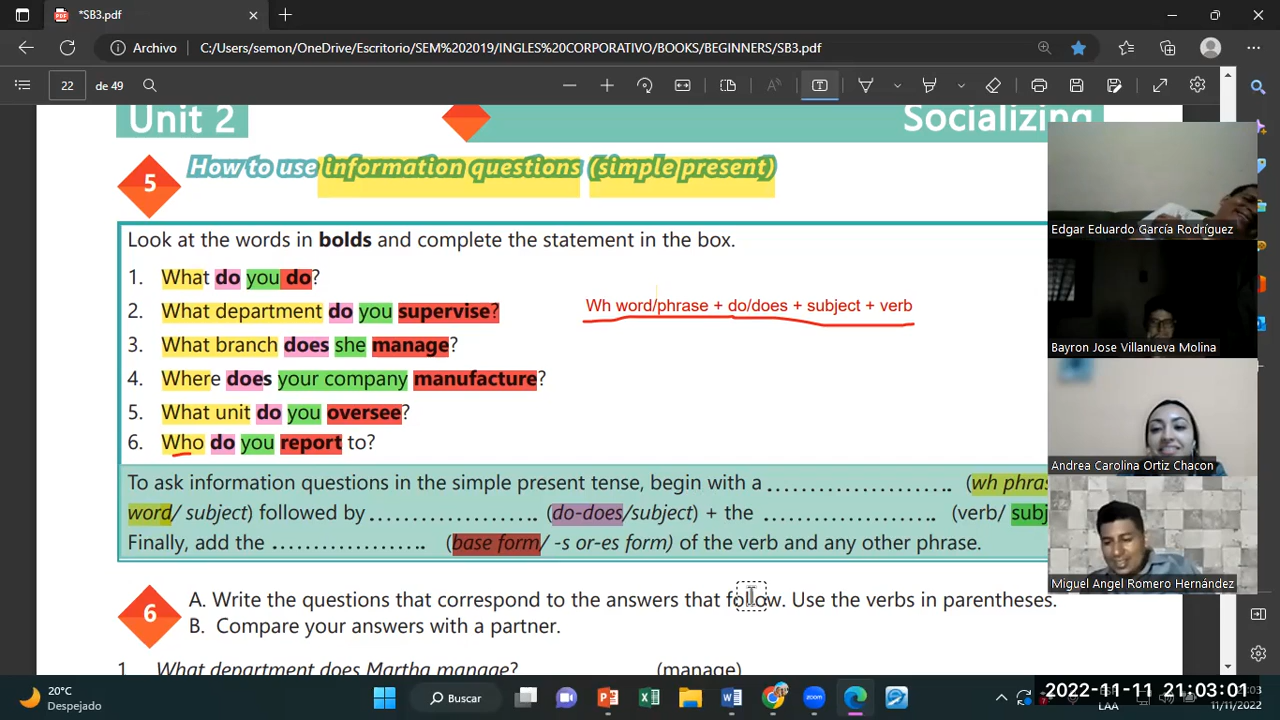 *SB3.pdf
Archivo
C:/Users/semon/OneDrive/Escritorio/SEM%202019/INGLES%20CORPORATIVO/BOOKS/BEGINNERS/SB3.pdf
22 de 49
Unit 2 Socializing
5 How to use information questions (simple present)
Look at the words in bolds and complete the statement in the box.
1. What do you do?
2. What department do you supervise?
Wh word/phrase + do/does + subject + verb
3. What branch does she manage?
4. Where does your company manufacture?
5. What unit do you oversee?
6. Who do you report to?
To ask information questions in the simple present tense, begin with a ........................ (wh phras
word/ subject) followed by ...................... (do-does/subject) + the ...................... (verb/ subj
Finally, add the .................... (base form/ -s or-es form) of the verb and any other phrase.
6 A. Write the questions that correspond to the answers that follow. Use the verbs in parentheses.
B. Compare your answers with a partner.
1 What department does Martha manage? (manage)
Edgar Eduardo García Rodríguez
Bayron Jose Villanueva Molina
Andrea Carolina Ortiz Chacon
Miguel Angel Romero Hernández
20°C
Despejado
Buscar
ESP
LAA
2022-11-11 21:03:01
11/11/2022